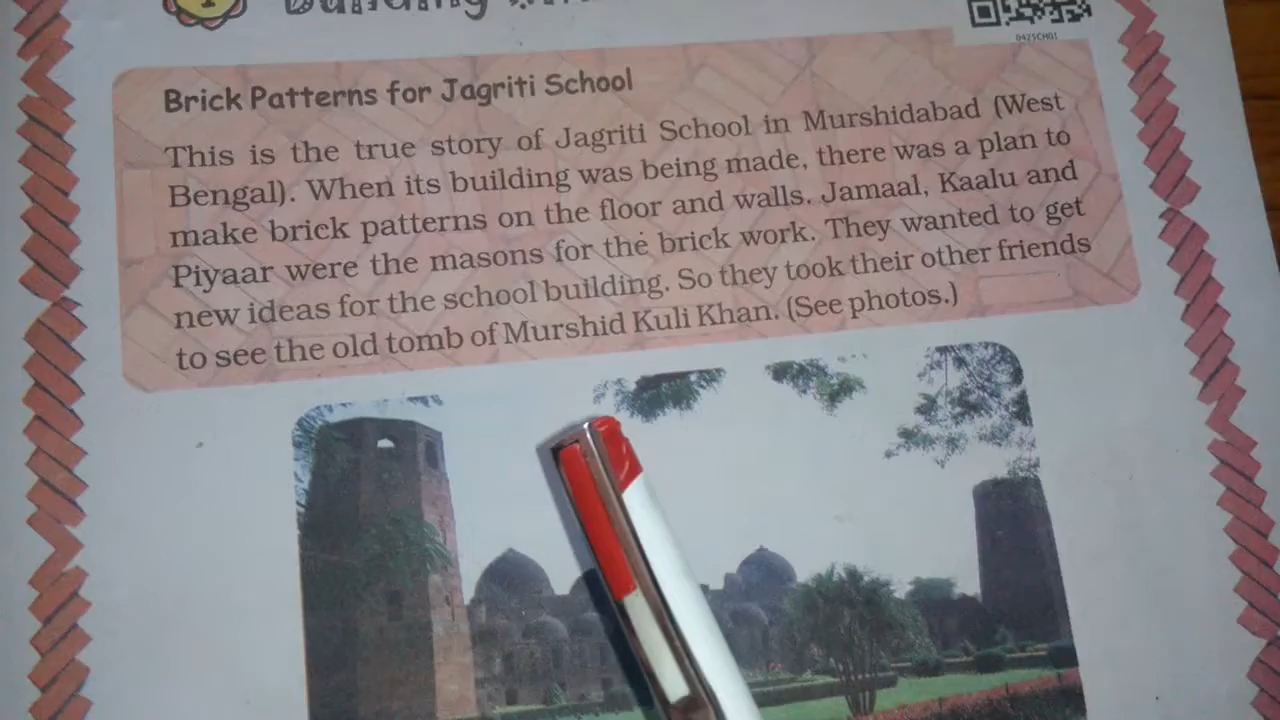 Building
0425CH01
Brick Patterns for Jagriti School
This is the true story of Jagriti School in Murshidabad (West
Bengal). When its building was being made, there was a plan to
make brick patterns on the floor and walls. Jamaal, Kaalu and
Piyaar were the masons for the brick work. They wanted to get
new ideas for the school building. So they took their other friends
to see the old tomb of Murshid Kuli Khan. (See photos.)